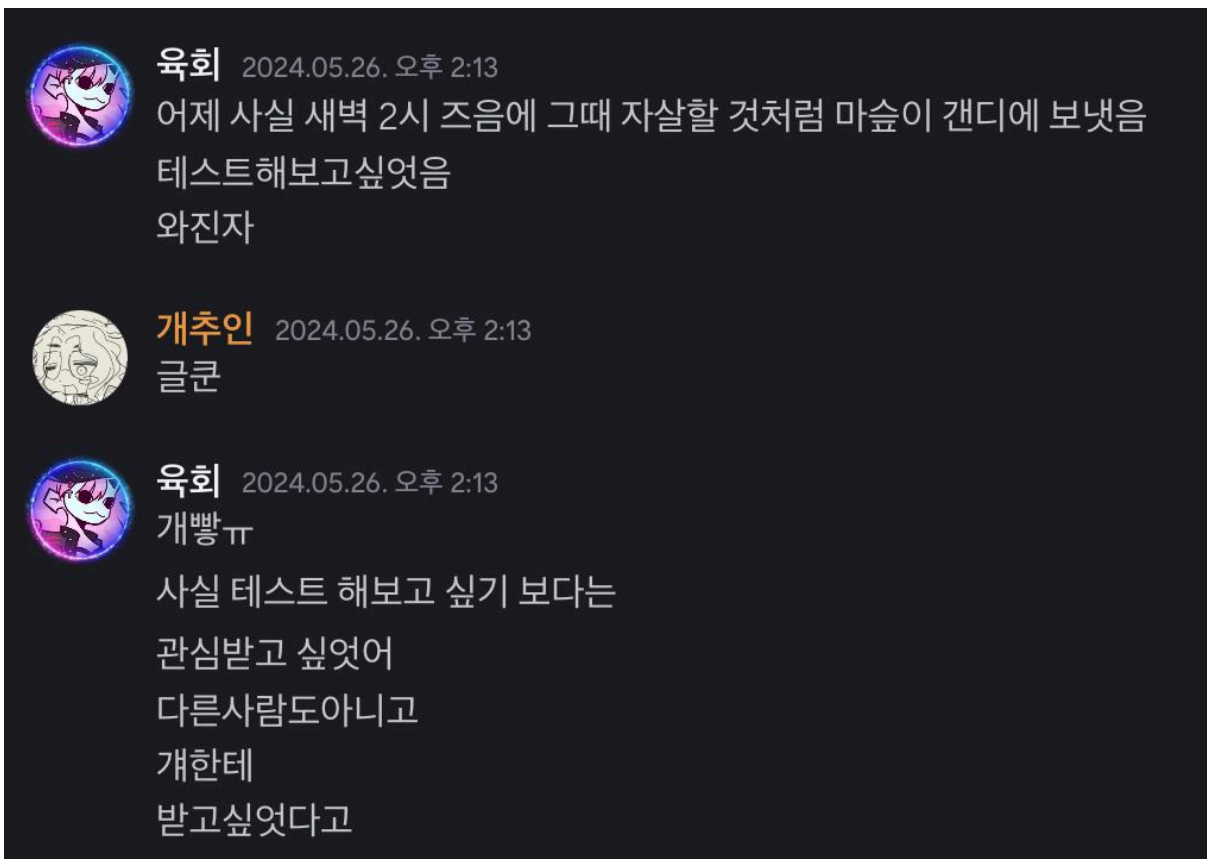 육회 2024.05.26. 오후 2:13
어제 사실 새벽 2시 즈음에 그때 자살할 것처럼 마슾이 갠디에 보냇음
테스트해보고싶엇음
와진자
개추인 2024.05.26. 오후 2:13
글쿤
육회 2024.05.26. 오후 2:13
개빻ㅠ
사실 테스트 해보고 싶기 보다는
관심받고 싶엇어
다른사람도아니고
걔한테
받고싶엇다고